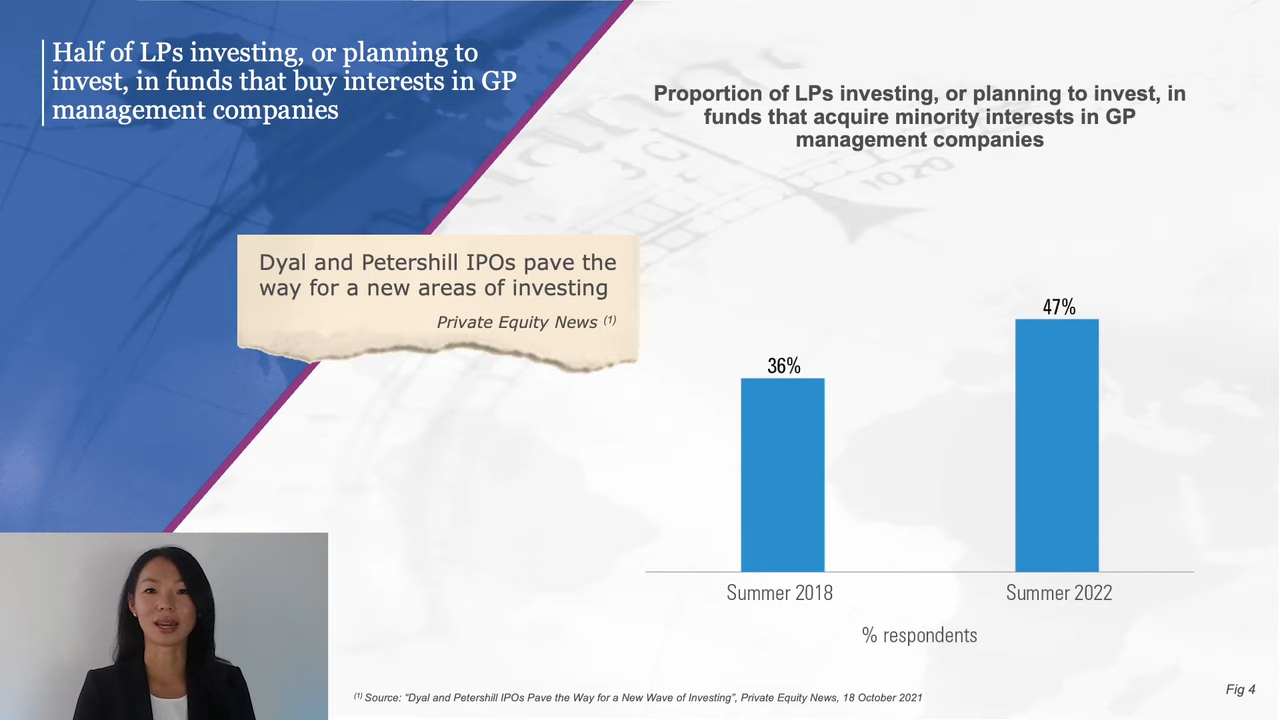 Half of LPs investing, or planning to
invest, in funds that buy interests in GP
management companies
Proportion of LPs investing, or planning to invest, in
funds that acquire minority interests in GP
management companies
Dyal and Petershill IPOs pave the
way for a new areas of investing
Private Equity News (1)
47%
36%
Summer 2018
Summer 2022
% respondents
(1) Source: “Dyal and Petershill IPOs Pave the Way for a New Wave of Investing”, Private Equity News, 18 October 2021
Fig 4
1020